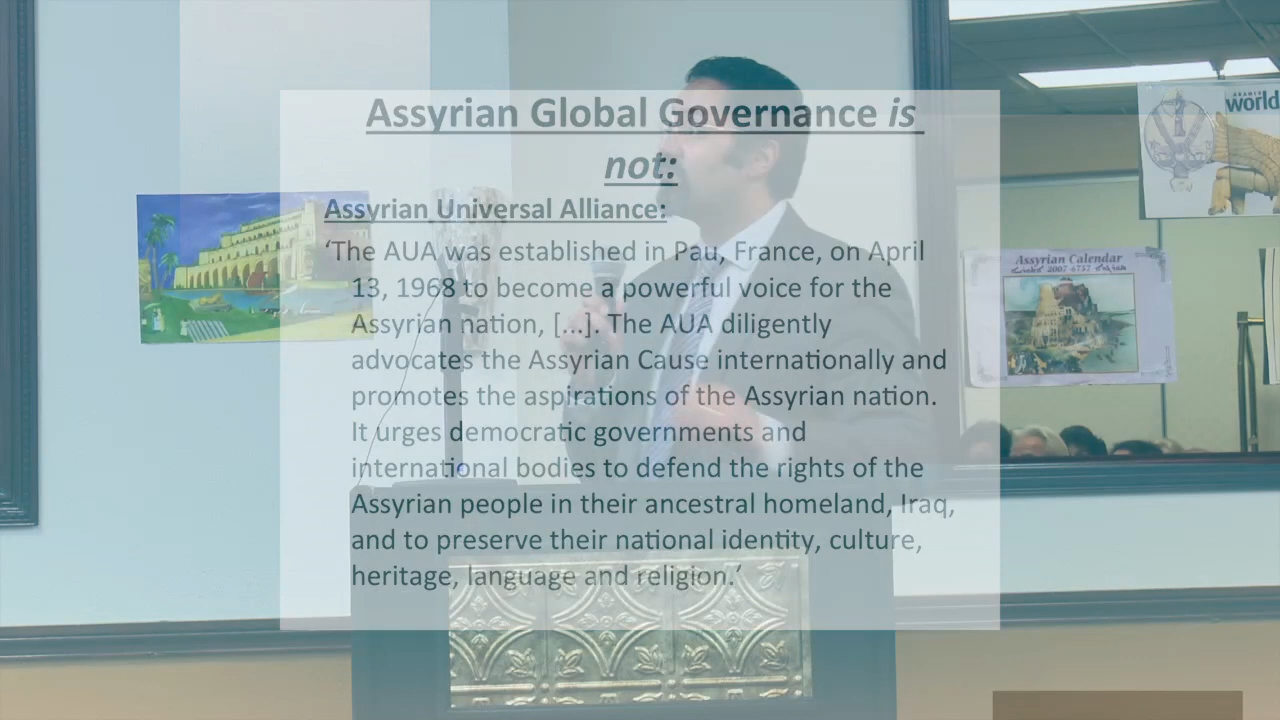 Assyrian Global Governance is
not:
Assyrian Universal Alliance:
‘The AUA was established in Pau, France, on April
13, 1968 to become a powerful voice for the
Assyrian nation, [...]. The AUA diligently
advocates the Assyrian Cause internationally and
promotes the aspirations of the Assyrian nation.
It urges democratic governments and
international bodies to defend the rights of the
Assyrian people in their ancestral homeland, Iraq,
and to preserve their national identity, culture,
heritage, language and religion.’
world
Assyrian Calendar
2007 6757